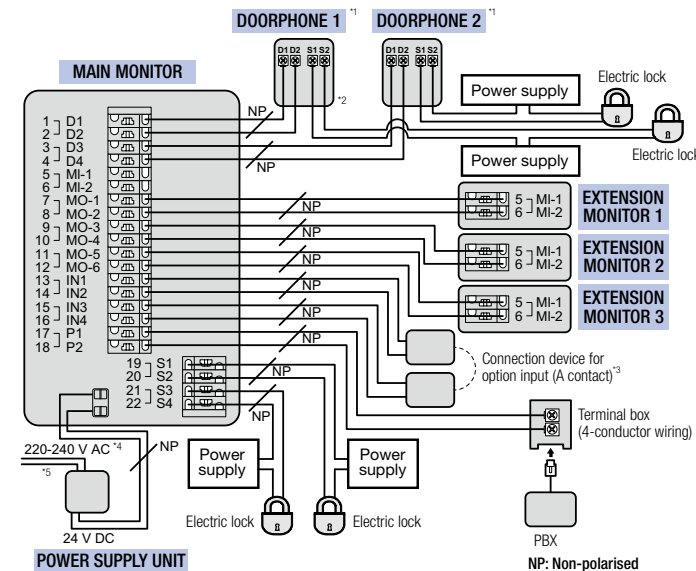 DOORPHONE 1 *1
DOORPHONE 2 *1
D1 D2 S1 S2
D1 D2 S1 S2
*2
MAIN MONITOR
Power supply
Electric lock
Power supply
Electric lock
NP
NP
1 D1
2 D2
3 D3
4 D4
5 MI-1
6 MI-2
7 MO-1
8 MO-2
9 MO-3
10 MO-4
11 MO-5
12 MO-6
13 IN1
14 IN2
15 IN3
16 IN4
17 P1
18 P2
19 S1
20 S2
21 S3
22 S4
NP
NP
NP
NP
NP
NP
NP
NP
5 MI-1
6 MI-2
EXTENSION
MONITOR 1
5 MI-1
6 MI-2
EXTENSION
MONITOR 2
5 MI-1
6 MI-2
EXTENSION
MONITOR 3
Connection device for
option input (A contact)*3
Terminal box
(4-conductor wiring)
PBX
220-240 V AC *4
*5
NP
24 V DC
POWER SUPPLY UNIT
Power
supply
Power
supply
Electric lock
Electric lock
NP: Non-polarised